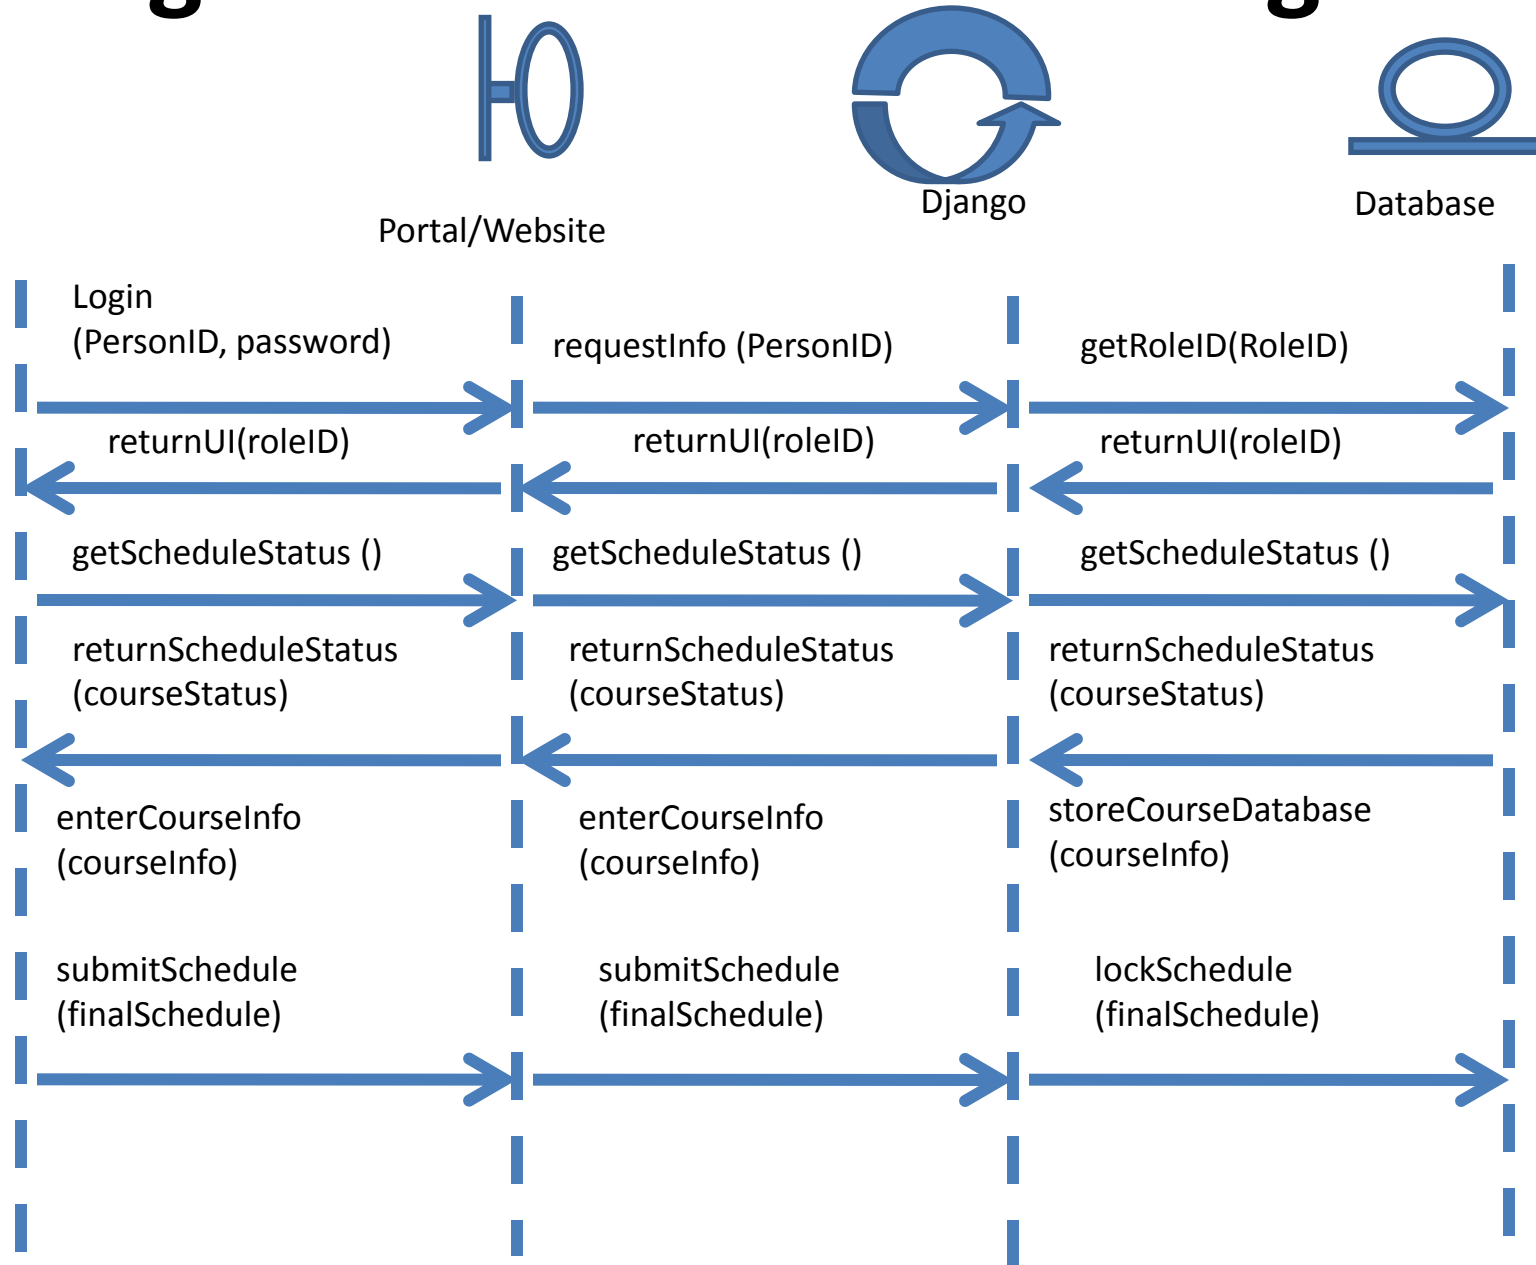 Django
Database
Portal/Website
Login
(PersonID, password)
requestInfo (PersonID)
getRoleID(RoleID)
returnUI(roleID)
returnUI(roleID)
returnUI(roleID)
getScheduleStatus ()
getScheduleStatus ()
getScheduleStatus ()
returnScheduleStatus
(courseStatus)
returnScheduleStatus
(courseStatus)
returnScheduleStatus
(courseStatus)
enterCourseInfo
(courseInfo)
enterCourseInfo
(courseInfo)
storeCourseDatabase
(courseInfo)
submitSchedule
(finalSchedule)
submitSchedule
(finalSchedule)
lockSchedule
(finalSchedule)